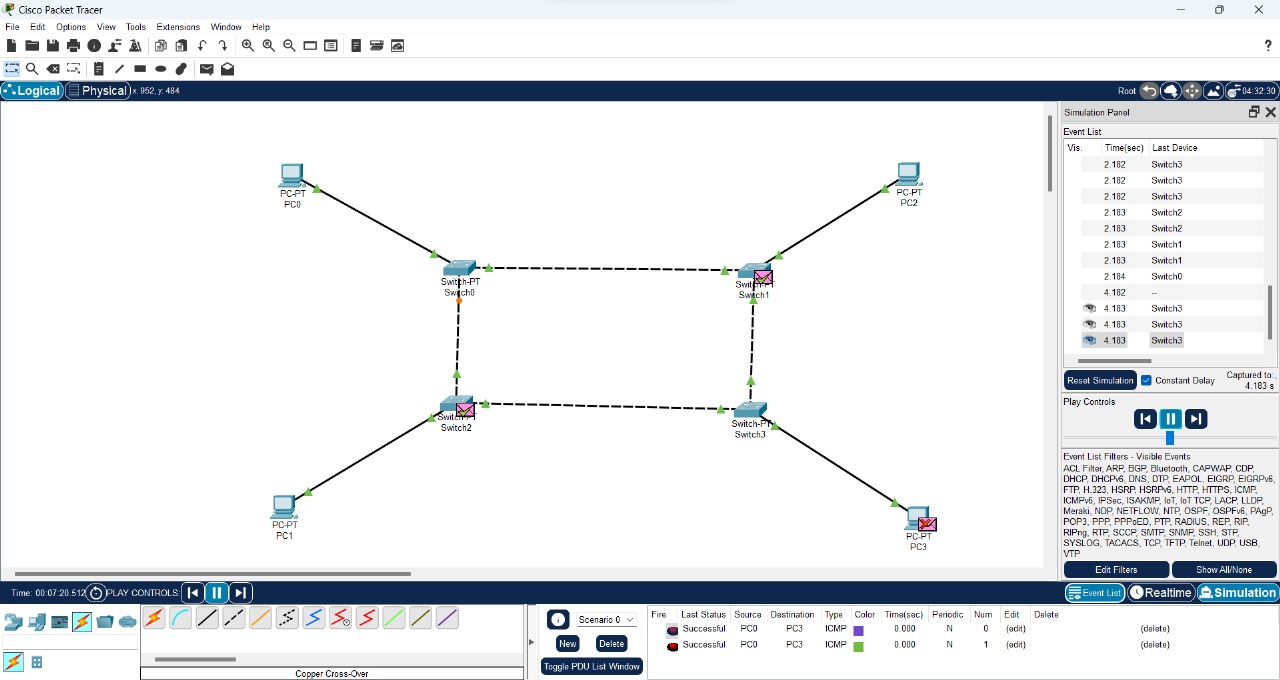 Cisco Packet Tracer
File Edit Options View Tools Extensions Window Help
Logical Physical x: 952, y: 484 Root 04:32:30
Simulation Panel
Event List
Vis. Time(sec) Last Device
2.182 Switch3
2.182 Switch3
2.182 Switch3
2.183 Switch2
2.183 Switch2
2.183 Switch1
2.183 Switch1
2.184 Switch0
4.182 --
4.183 Switch3
4.183 Switch3
4.183 Switch3
Reset Simulation Constant Delay Captured to:
4.183 s
Play Controls
Event List Filters - Visible Events
ACL Filter, ARP, BGP, Bluetooth, CAPWAP, CDP,
DHCP, DHCPv6, DNS, DTP, EAPOL, EIGRP, EIGRPv6,
FTP, H.323, HSRP, HSRPv6, HTTP, HTTPS, ICMP,
ICMPv6, IPSec, ISAKMP, IoT, IoT TCP, LACP, LLDP,
Meraki, NDP, NETFLOW, NTP, OSPF, OSPFv6, PAgP,
POP3, PPP, PPPoED, PTP, RADIUS, REP, RIP,
RIPng, RTP, SCCP, SMTP, SNMP, SSH, STP,
SYSLOG, TACACS, TCP, TFTP, Telnet, UDP, USB,
VTP
Edit Filters Show All/None
PC-PT
PC0
PC-PT
PC2
Switch-PT
Switch0
Switch-PT
Switch1
Switch-PT
Switch2
Switch-PT
Switch3
PC-PT
PC1
PC-PT
PC3
Time: 00:07:20.512 PLAY CONTROLS: Event List Realtime Simulation
Scenario 0
New Delete
Toggle PDU List Window
Fire Last Status Source Destination Type Color Time(sec) Periodic Num Edit Delete
Successful PC0 PC3 ICMP 0.000 N 0 (edit) (delete)
Successful PC0 PC3 ICMP 0.000 N 1 (edit) (delete)
Copper Cross-Over